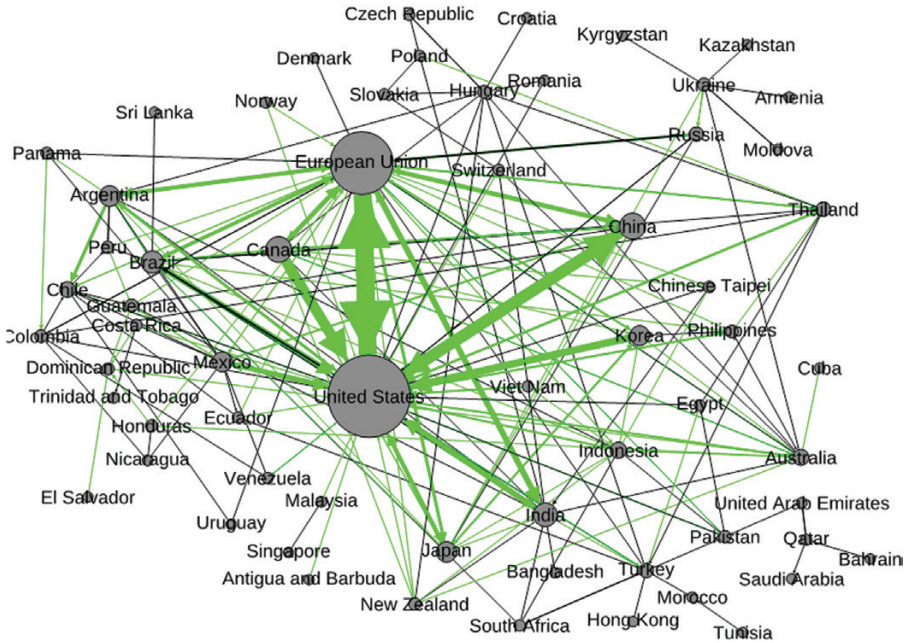 Czech Republic
Croatia
Kyrgyzstan
Kazakhstan
Denmark
Poland
Romania
Ukraine
Slovakia
Hungary
Armenia
Norway
Sri Lanka
Russia
Moldova
Panama
European Union
Switzerland
Argentina
Thailand
China
Peru
Canada
Brazil
Chile
Chinese Taipei
Guatemala
Costa Rica
Korea
Philippines
Colombia
Mexico
Dominican Republic
Cuba
Viet Nam
United States
Trinidad and Tobago
Egypt
Ecuador
Honduras
Indonesia
Australia
Nicaragua
Venezuela
El Salvador
Malaysia
United Arab Emirates
India
Uruguay
Pakistan
Qatar
Singapore
Japan
Bahrain
Antigua and Barbuda
Bangladesh
Turkey
Saudi Arabia
Morocco
New Zealand
South Africa
Hong Kong
Tunisia